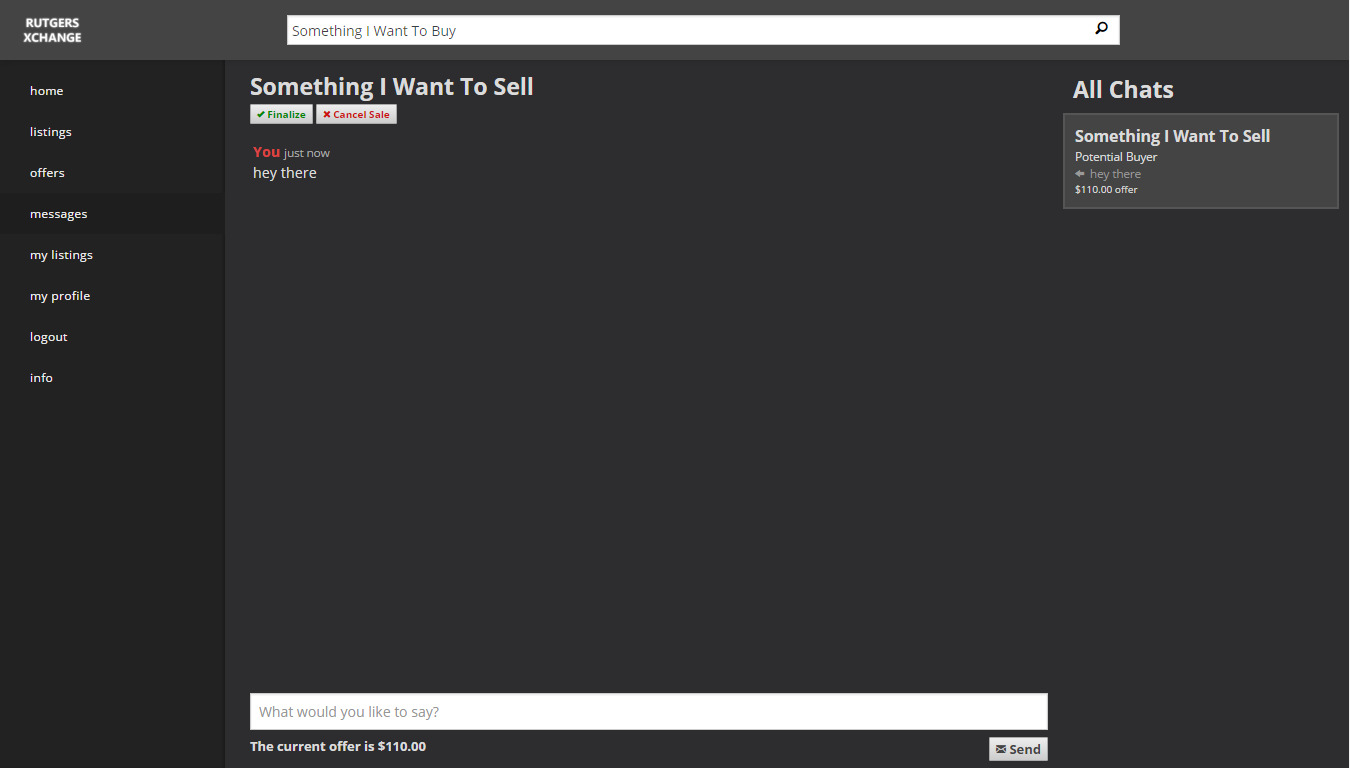 RUTGERS
XCHANGE
Something I Want To Buy
home
listings
offers
messages
my listings
my profile
logout
info
Something I Want To Sell
Finalize
Cancel Sale
You just now
hey there
What would you like to say?
The current offer is $110.00
Send
All Chats
Something I Want To Sell
Potential Buyer
hey there
$110.00 offer